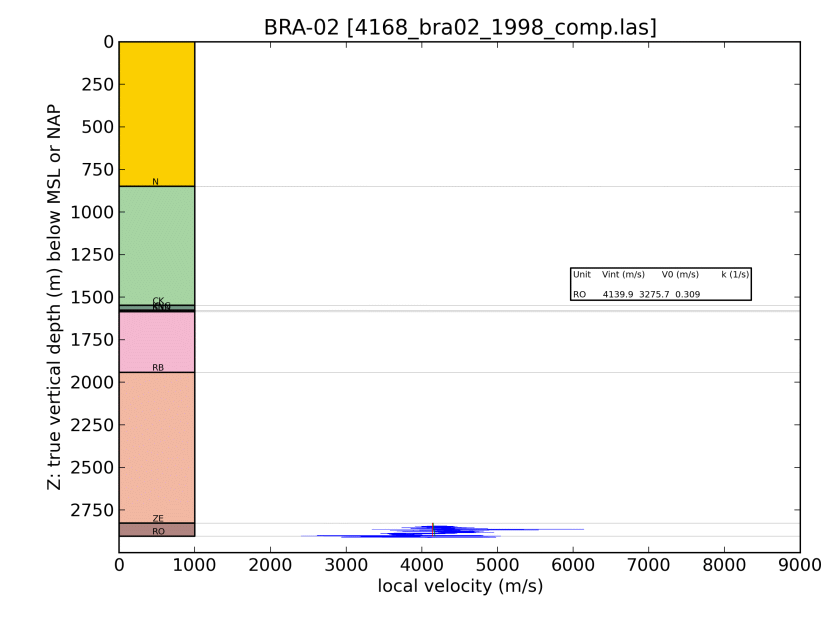 BRA-02 [4168_bra02_1998_comp.las]
Z: true vertical depth (m) below MSL or NAP
0
250
500
750
1000
1250
1500
1750
2000
2250
2500
2750
N
CK
RB
ZE
RO
Unit Vint (m/s) V0 (m/s) k (1/s)
RO 4139.9 3275.7 0.309
0 1000 2000 3000 4000 5000 6000 7000 8000 9000
local velocity (m/s)